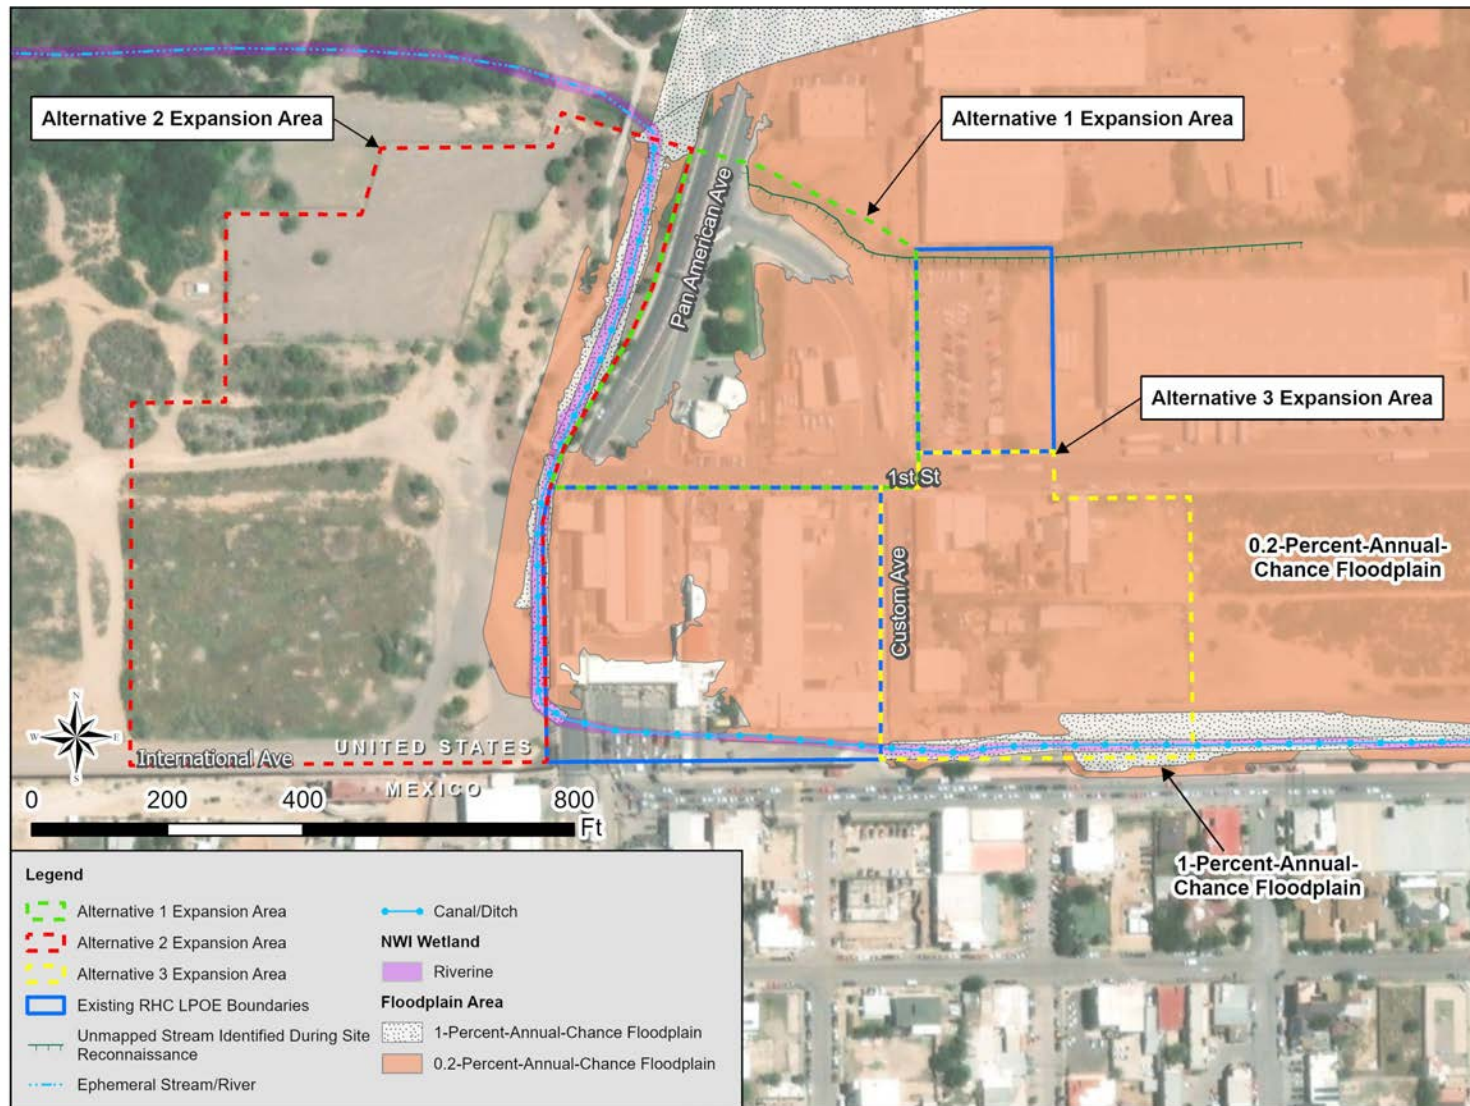 Alternative 2 Expansion Area
Alternative 1 Expansion Area
Pan American Ave
Alternative 3 Expansion Area
1st St
0.2-Percent-Annual-
Chance Floodplain
Custom Ave
N
W
E
S
International Ave
UNITED STATES
MEXICO
0
200
400
800
Ft
1-Percent-Annual-
Chance Floodplain
Legend
Alternative 1 Expansion Area
Alternative 2 Expansion Area
Alternative 3 Expansion Area
Existing RHC LPOE Boundaries
Unmapped Stream Identified During Site
Reconnaissance
Ephemeral Stream/River
Canal/Ditch
NWI Wetland
Riverine
Floodplain Area
1-Percent-Annual-Chance Floodplain
0.2-Percent-Annual-Chance Floodplain